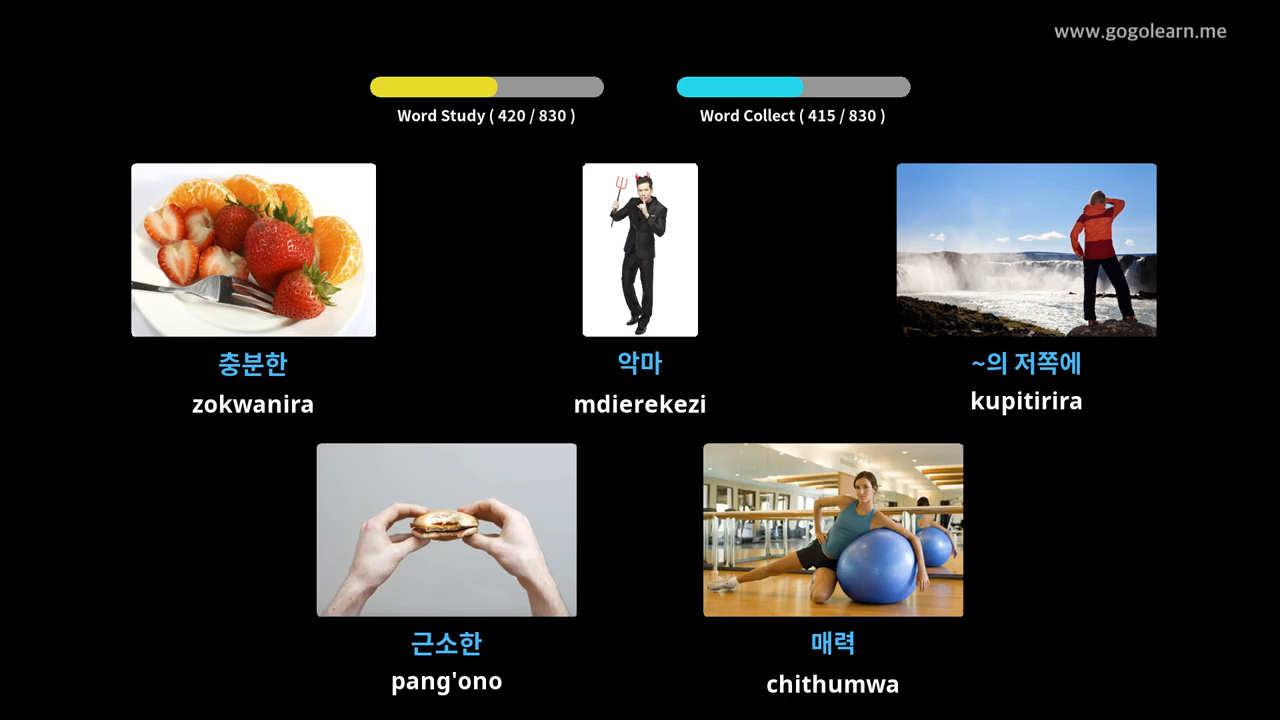 www.gogolearn.me
Word Study ( 420 / 830 )
Word Collect ( 415 / 830 )
충분한
zokwanira
악마
mdierekezi
~의 저쪽에
kupitirira
근소한
pang'ono
매력
chithumwa